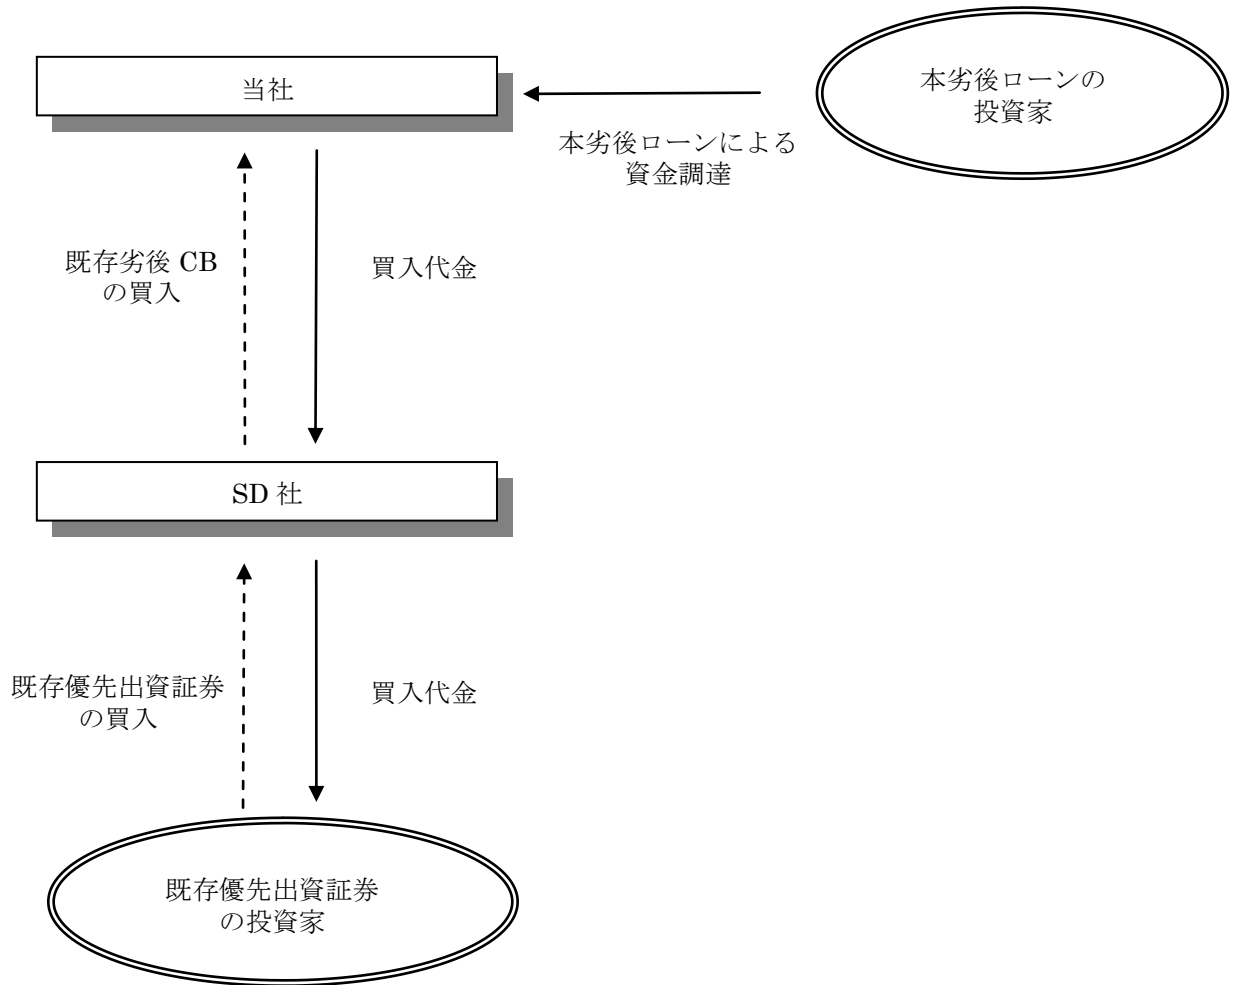 当社
本劣後ローンの
投資家
本劣後ローンによる
資金調達
既存劣後 CB
の買入
買入代金
SD 社
既存優先出資証券
の買入
買入代金
既存優先出資証券
の投資家